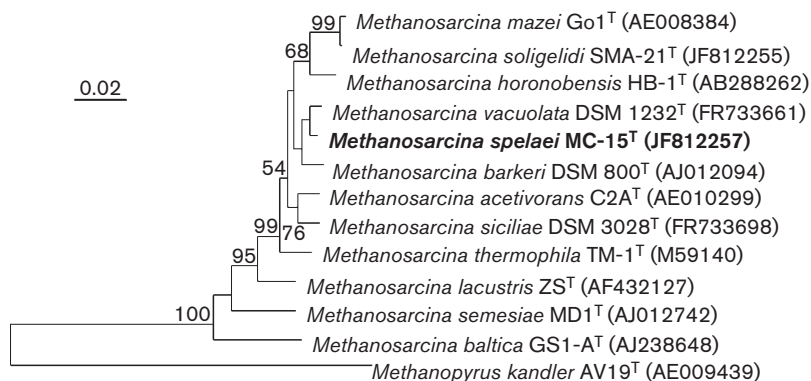 99 Methanosarcina mazei Go1ᵀ (AE008384)
68 Methanosarcina soligelidi SMA-21ᵀ (JF812255)
Methanosarcina horonobensis HB-1ᵀ (AB288262)
0.02
Methanosarcina vacuolata DSM 1232ᵀ (FR733661)
Methanosarcina spelaei MC-15ᵀ (JF812257)
Methanosarcina barkeri DSM 800ᵀ (AJ012094)
54
Methanosarcina acetivorans C2Aᵀ (AE010299)
99 76 Methanosarcina siciliae DSM 3028ᵀ (FR733698)
95 Methanosarcina thermophila TM-1ᵀ (M59140)
Methanosarcina lacustris ZSᵀ (AF432127)
100 Methanosarcina semesiae MD1ᵀ (AJ012742)
Methanosarcina baltica GS1-Aᵀ (AJ238648)
Methanopyrus kandler AV19ᵀ (AE009439)